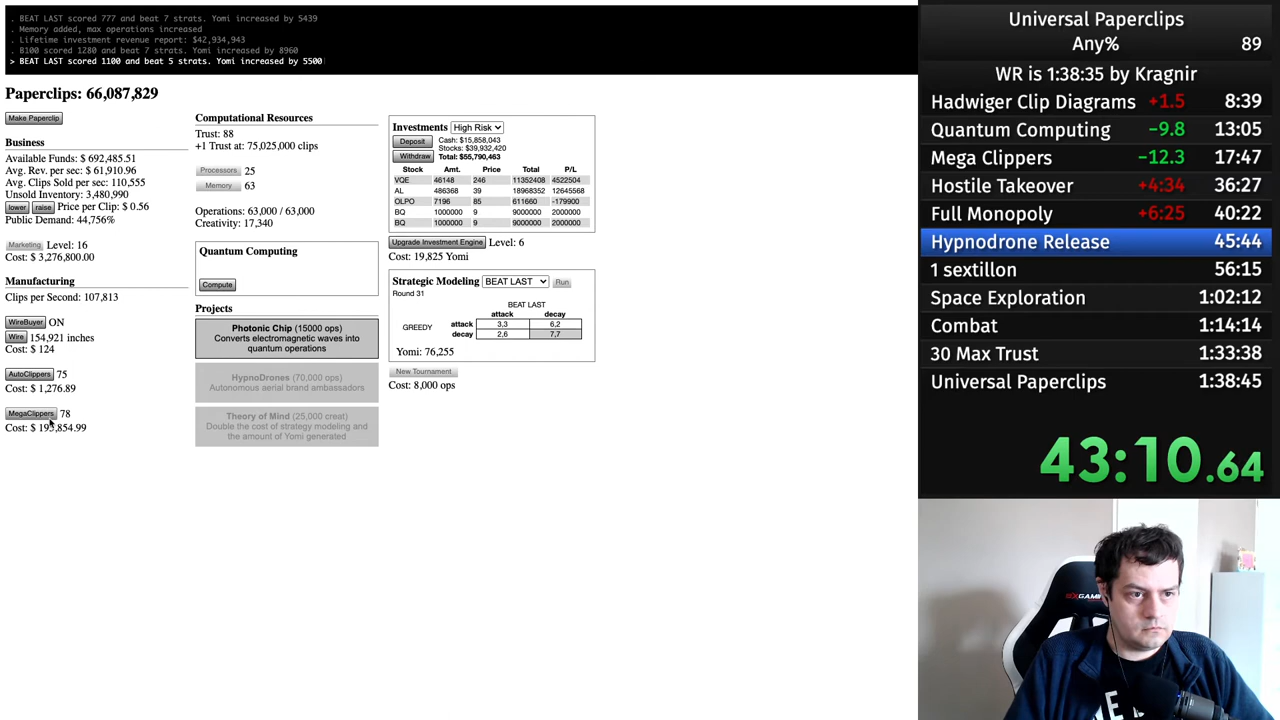 . BEAT LAST scored 777 and beat 7 strats. Yomi increased by 5439
. Memory added, max operations increased
. Lifetime investment revenue report: $42,934,943
. B100 scored 1280 and beat 7 strats. Yomi increased by 8960
> BEAT LAST scored 1100 and beat 5 strats. Yomi increased by 5500
Paperclips: 66,087,829
Make Paperclip
Business
Available Funds: $ 692,485.51
Avg. Rev. per sec: $ 61,910.96
Avg. Clips Sold per sec: 110,555
Unsold Inventory: 3,480,990
lower raise Price per Clip: $ 0.56
Public Demand: 44,756%
Marketing Level: 16
Cost: $ 3,276,800.00
Manufacturing
Clips per Second: 107,813
WireBuyer ON
Wire 154,921 inches
Cost: $ 124
AutoClippers 75
Cost: $ 1,276.89
MegaClippers 78
Computational Resources
Trust: 88
+1 Trust at: 75,025,000 clips
Processors 25
Memory 63
Operations: 63,000 / 63,000
Creativity: 17,340
Quantum Computing
Compute
Projects
Photonic Chip (15000 ops)
Converts electromagnetic waves into
quantum operations
HypnoDrones (70,000 ops)
Autonomous aerial brand ambassadors
Theory of Mind (25,000 creat)
Double the cost of strategy modeling and
the amount of Yomi generated
Investments High Risk
Deposit Cash: $15,858,043
Stocks: $39,932,420
Withdraw Total: $55,790,463
Stock Amt. Price Total P/L
VQE 46148 246 11352408 4522504
AL 486368 39 18968352 12645568
OLPO 7196 85 611660 -179900
BQ 1000000 9 9000000 2000000
BQ 1000000 9 9000000 2000000
Upgrade Investment Engine Level: 6
Cost: 19,825 Yomi
Strategic Modeling BEAT LAST Run
Round 31
BEAT LAST
attack decay
GREEDY
attack 3,3 6,2
decay 2,6 7,7
Yomi: 76,255
New Tournament
Cost: 8,000 ops
Universal Paperclips
Any% 89
WR is 1:38:35 by Kragnir
Hadwiger Clip Diagrams +1.5 8:39
Quantum Computing −9.8 13:05
Mega Clippers −12.3 17:47
Hostile Takeover +4:34 36:27
Full Monopoly +6:25 40:22
Hypnodrone Release 45:44
1 sextillon 56:15
Space Exploration 1:02:12
Combat 1:14:14
30 Max Trust 1:33:38
Universal Paperclips 1:38:45
43:10.64